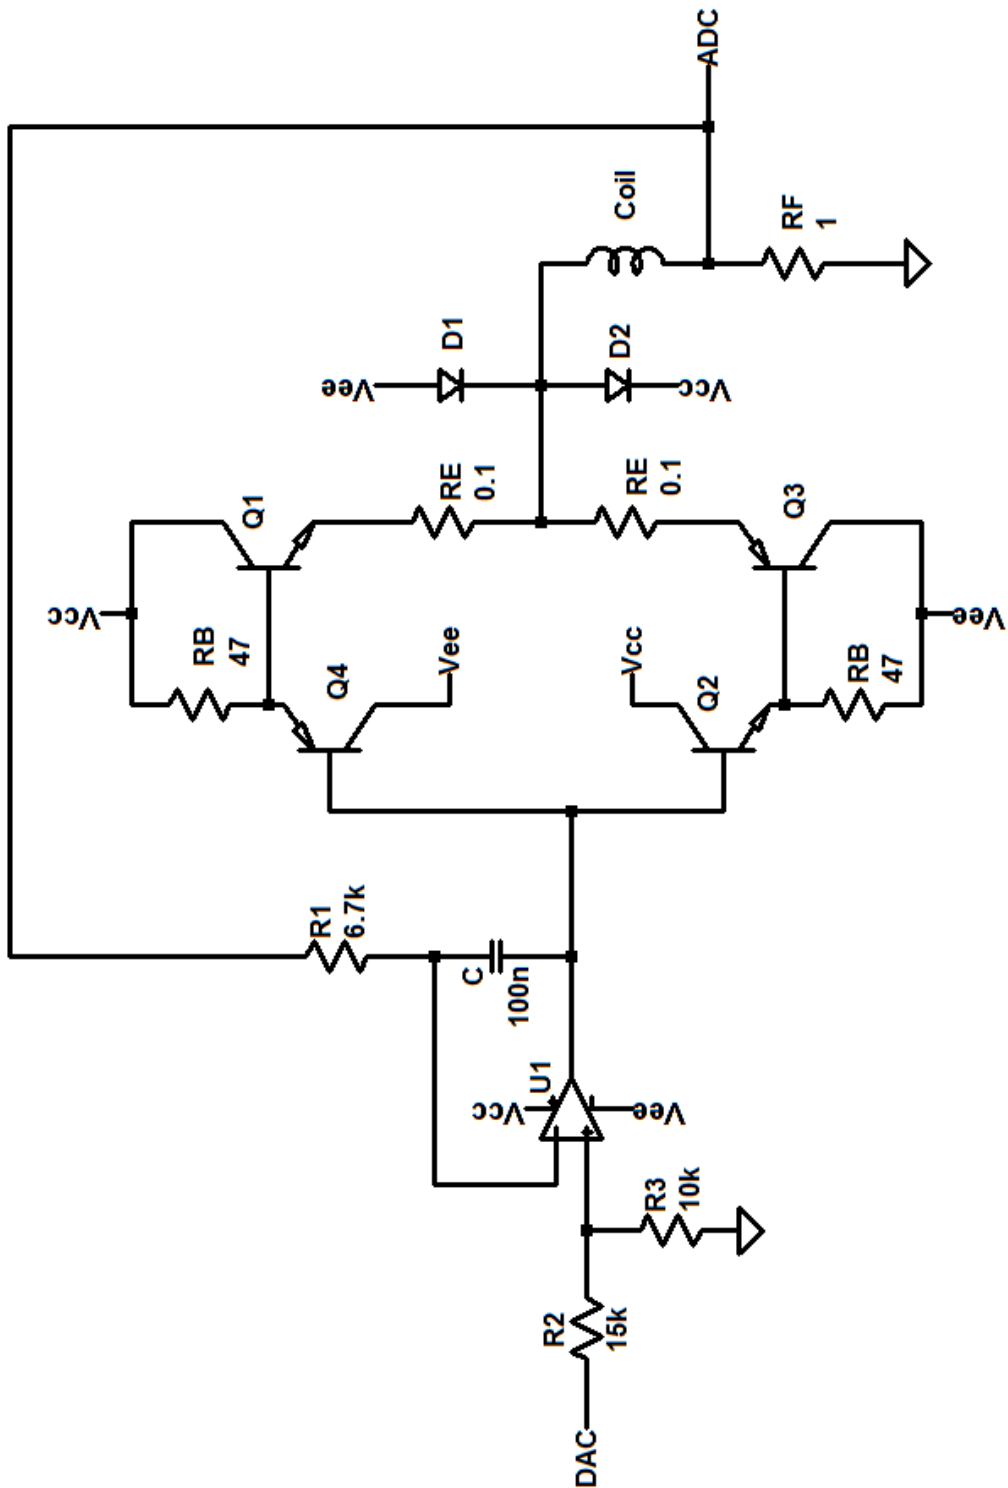 ADC
Coil
RF
1
D1
D2
Vee
Vcc
RE
0.1
RE
0.1
Q1
Q3
Vcc
Vee
RB
47
Q4
Vee
Vcc
Q2
RB
47
R1
6.7k
C
100n
U1
Vcc
Vee
R3
10k
R2
15k
DAC